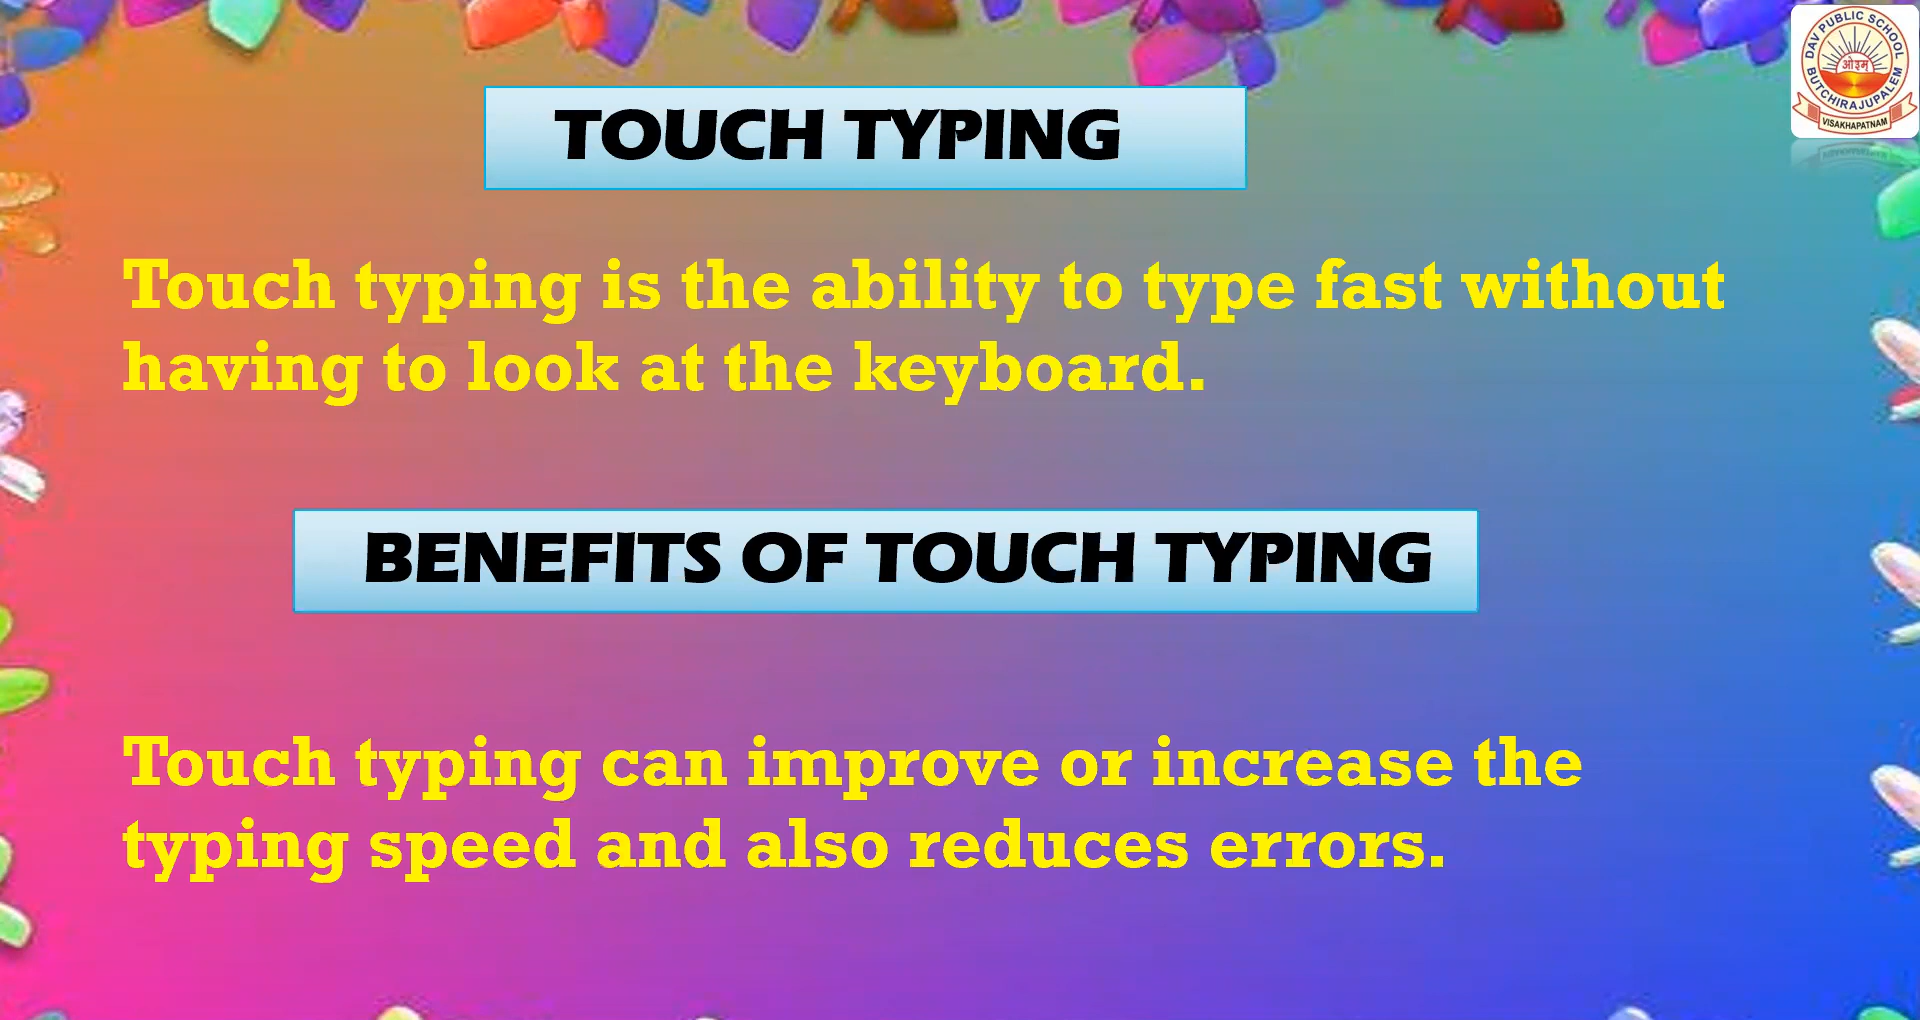 DAV PUBLIC SCHOOL
ओ३म्
BUTCHIRAJUPALEM
VISAKHAPATNAM
TOUCH TYPING
Touch typing is the ability to type fast without
having to look at the keyboard.
BENEFITS OF TOUCH TYPING
Touch typing can improve or increase the
typing speed and also reduces errors.